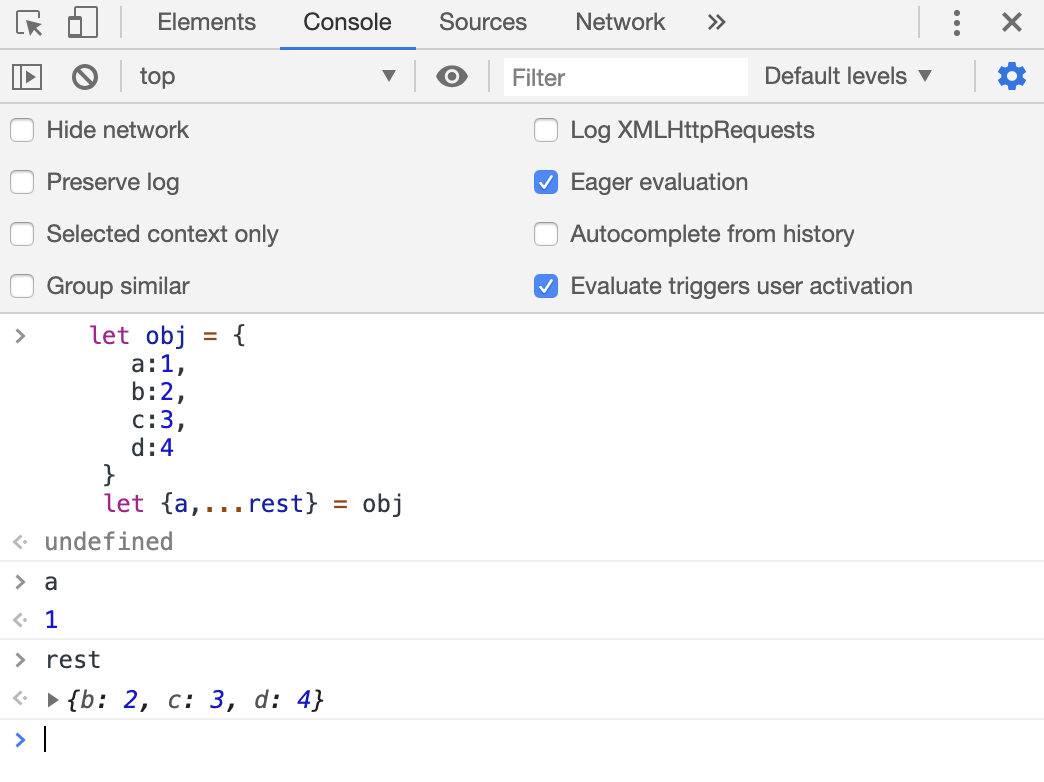 Elements Console Sources Network »
top ▼ Filter Default levels ▼
Hide network Log XMLHttpRequests
Preserve log Eager evaluation
Selected context only Autocomplete from history
Group similar Evaluate triggers user activation
> let obj = {
a:1,
b:2,
c:3,
d:4
}
let {a,...rest} = obj
undefined
> a
1
> rest
▶{b: 2, c: 3, d: 4}
>